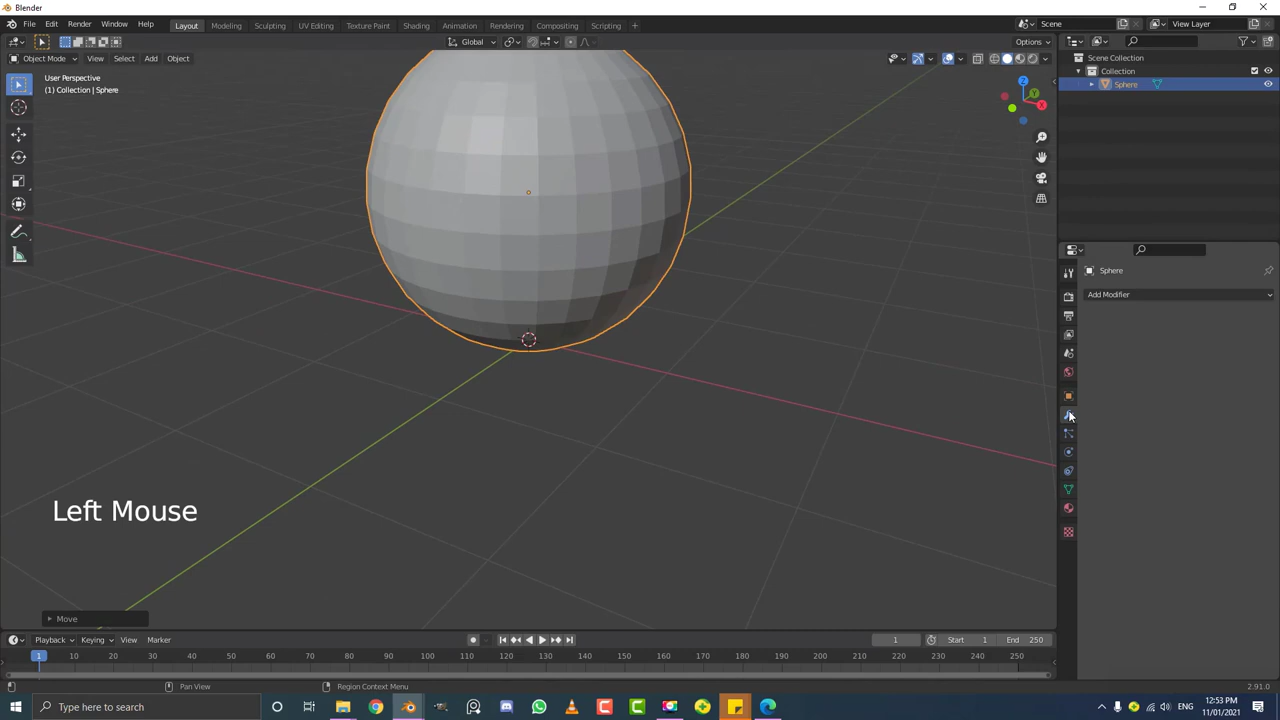 Blender
File Edit Render Window Help Layout Modeling Sculpting UV Editing Texture Paint Shading Animation Rendering Compositing Scripting Scene View Layer
Global Options
Object Mode View Select Add Object
User Perspective
(1) Collection | Sphere
Z
Y
X
Scene Collection
Collection
Sphere
Sphere
Add Modifier
Left Mouse
Move
Playback Keying View Marker 1 Start 1 End 250
1 10 20 30 40 50 60 70 80 90 100 110 120 130 140 150 160 170 180 190 200 210 220 230 240 250
Pan View Region Context Menu 2.91.0
Type here to search ENG 12:53 PM
11/01/2021